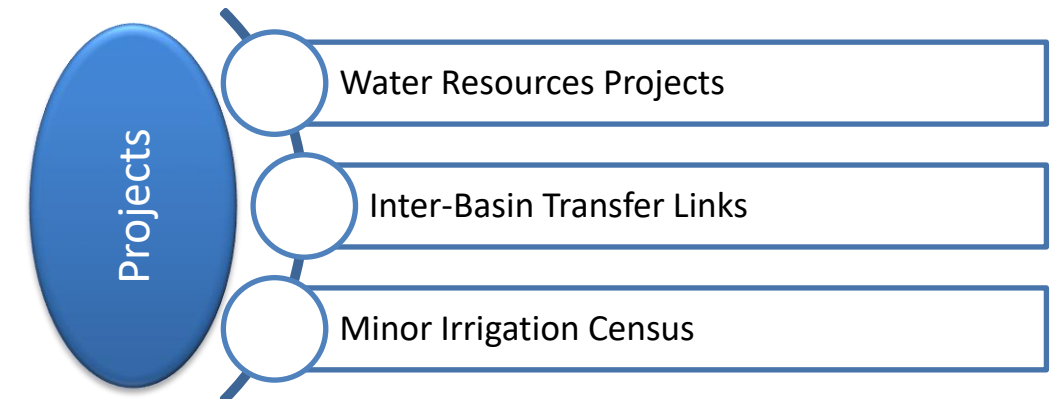 Projects
Water Resources Projects
Inter-Basin Transfer Links
Minor Irrigation Census